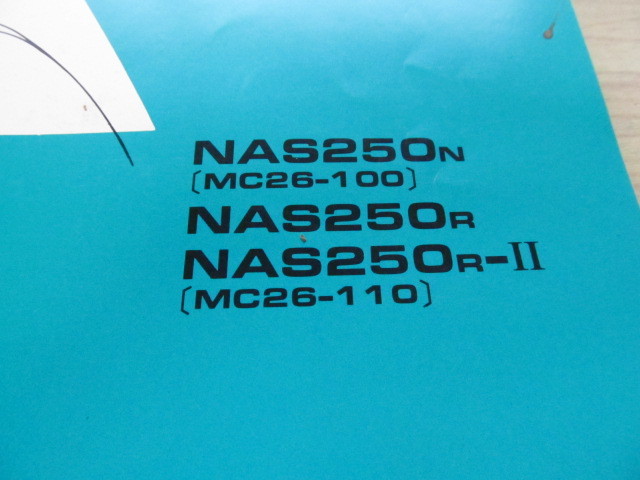 NAS250N
〔MC26-100〕
NAS250R
NAS250R-II
〔MC26-110〕